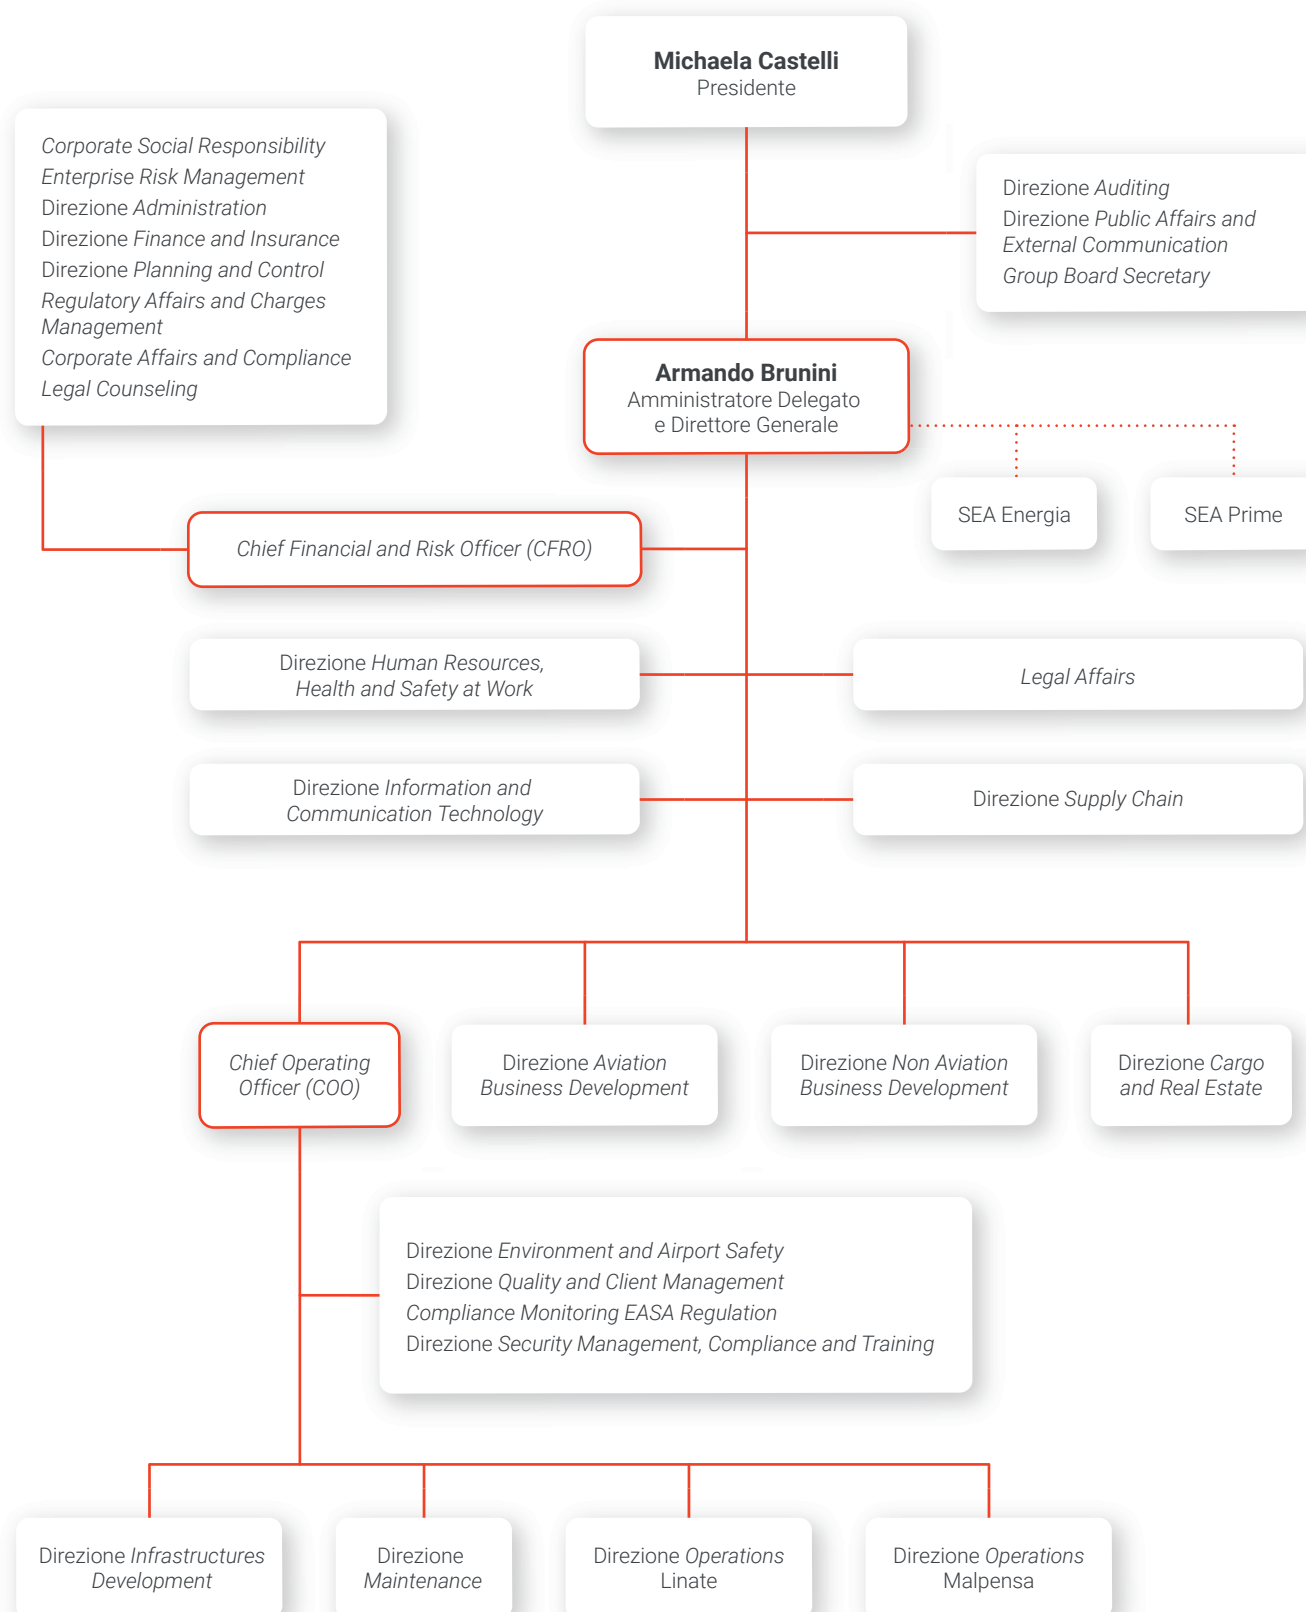 Michaela Castelli
Presidente
Corporate Social Responsibility
Enterprise Risk Management
Direzione Administration
Direzione Finance and Insurance
Direzione Planning and Control
Regulatory Affairs and Charges
Management
Corporate Affairs and Compliance
Legal Counseling
Direzione Auditing
Direzione Public Affairs and
External Communication
Group Board Secretary
Armando Brunini
Amministratore Delegato
e Direttore Generale
SEA Energia
SEA Prime
Chief Financial and Risk Officer (CFRO)
Direzione Human Resources,
Health and Safety at Work
Legal Affairs
Direzione Information and
Communication Technology
Direzione Supply Chain
Chief Operating
Officer (COO)
Direzione Aviation
Business Development
Direzione Non Aviation
Business Development
Direzione Cargo
and Real Estate
Direzione Environment and Airport Safety
Direzione Quality and Client Management
Compliance Monitoring EASA Regulation
Direzione Security Management, Compliance and Training
Direzione Infrastructures
Development
Direzione
Maintenance
Direzione Operations
Linate
Direzione Operations
Malpensa